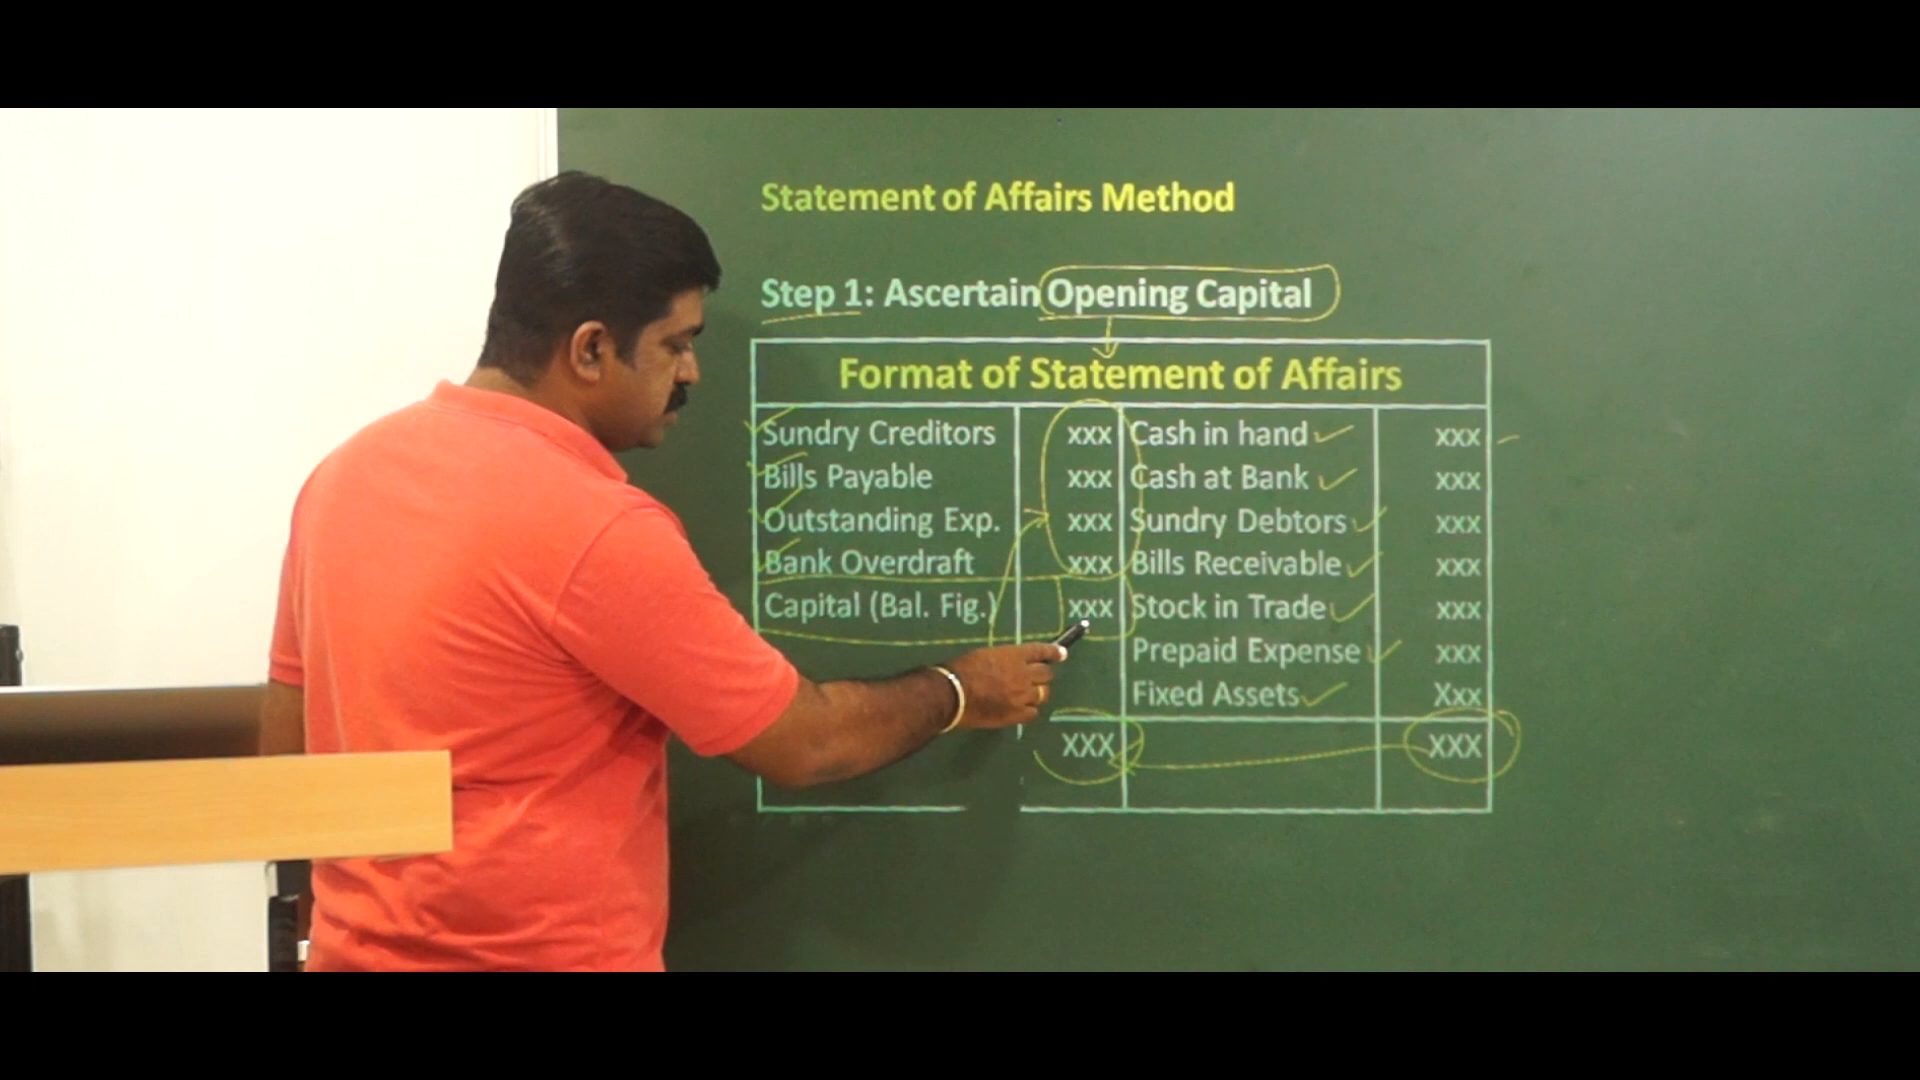 Statement of Affairs Method
Step 1: Ascertain Opening Capital
Format of Statement of Affairs
Sundry Creditors xxx Cash in hand xxx
Bills Payable xxx Cash at Bank xxx
Outstanding Exp. xxx Sundry Debtors xxx
Bank Overdraft xxx Bills Receivable xxx
Capital (Bal. Fig.) xxx Stock in Trade xxx
Prepaid Expense xxx
Fixed Assets Xxx
XXX XXX